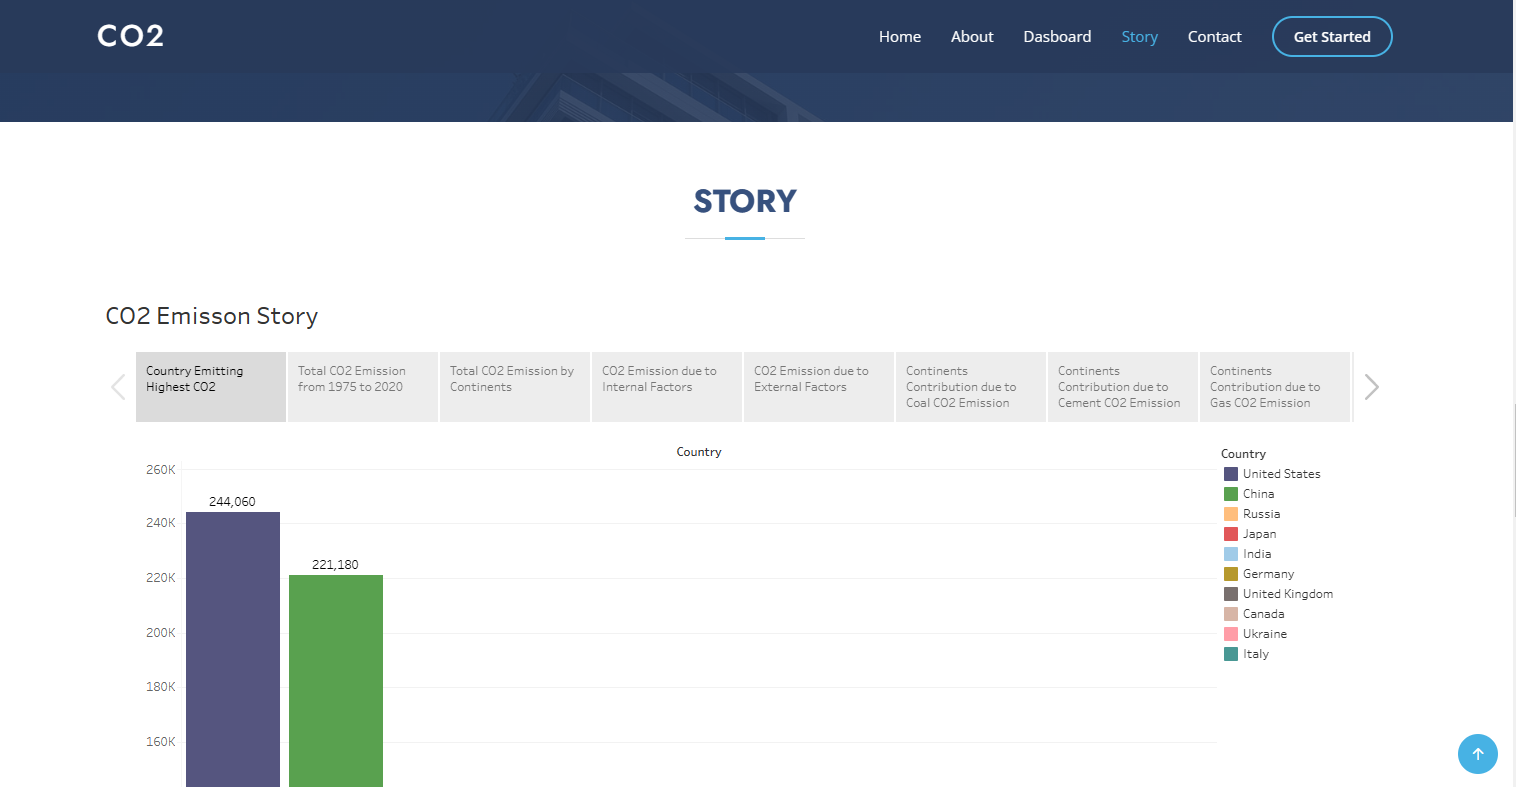 CO2
Home About Dasboard Story Contact Get Started
STORY
CO2 Emisson Story
Country Emitting
Highest CO2
Total CO2 Emission
from 1975 to 2020
Total CO2 Emission by
Continents
CO2 Emission due to
Internal Factors
CO2 Emission due to
External Factors
Continents
Contribution due to
Coal CO2 Emission
Continents
Contribution due to
Cement CO2 Emission
Continents
Contribution due to
Gas CO2 Emission
Country
260K
240K
220K
200K
180K
160K
244,060
221,180
Country
United States
China
Russia
Japan
India
Germany
United Kingdom
Canada
Ukraine
Italy